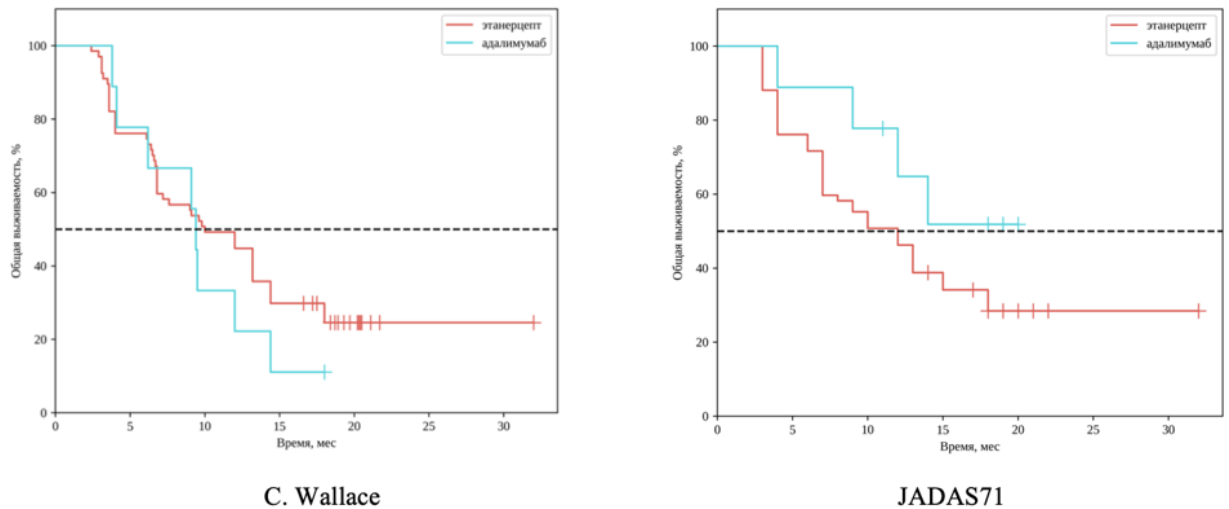 этанерцепт
адалимумаб
100
80
60
40
20
0
Общая выживаемость, %
0 5 10 15 20 25 30
Время, мес
C. Wallace
этанерцепт
адалимумаб
100
80
60
40
20
0
Общая выживаемость, %
0 5 10 15 20 25 30
Время, мес
JADAS71